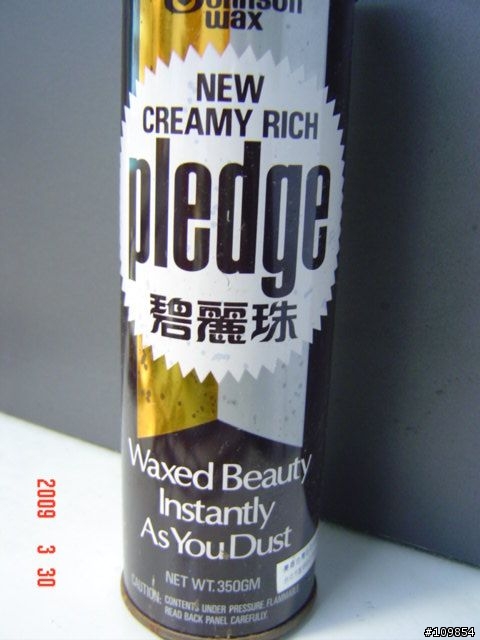 Johnson
wax
NEW
CREAMY RICH
pledge
碧麗珠
Waxed Beauty
Instantly
As You Dust
NET WT. 350GM
CAUTION: CONTENTS UNDER PRESSURE. FLAMMABLE
READ BACK PANEL CAREFULLY.
2009 3 30
#109854